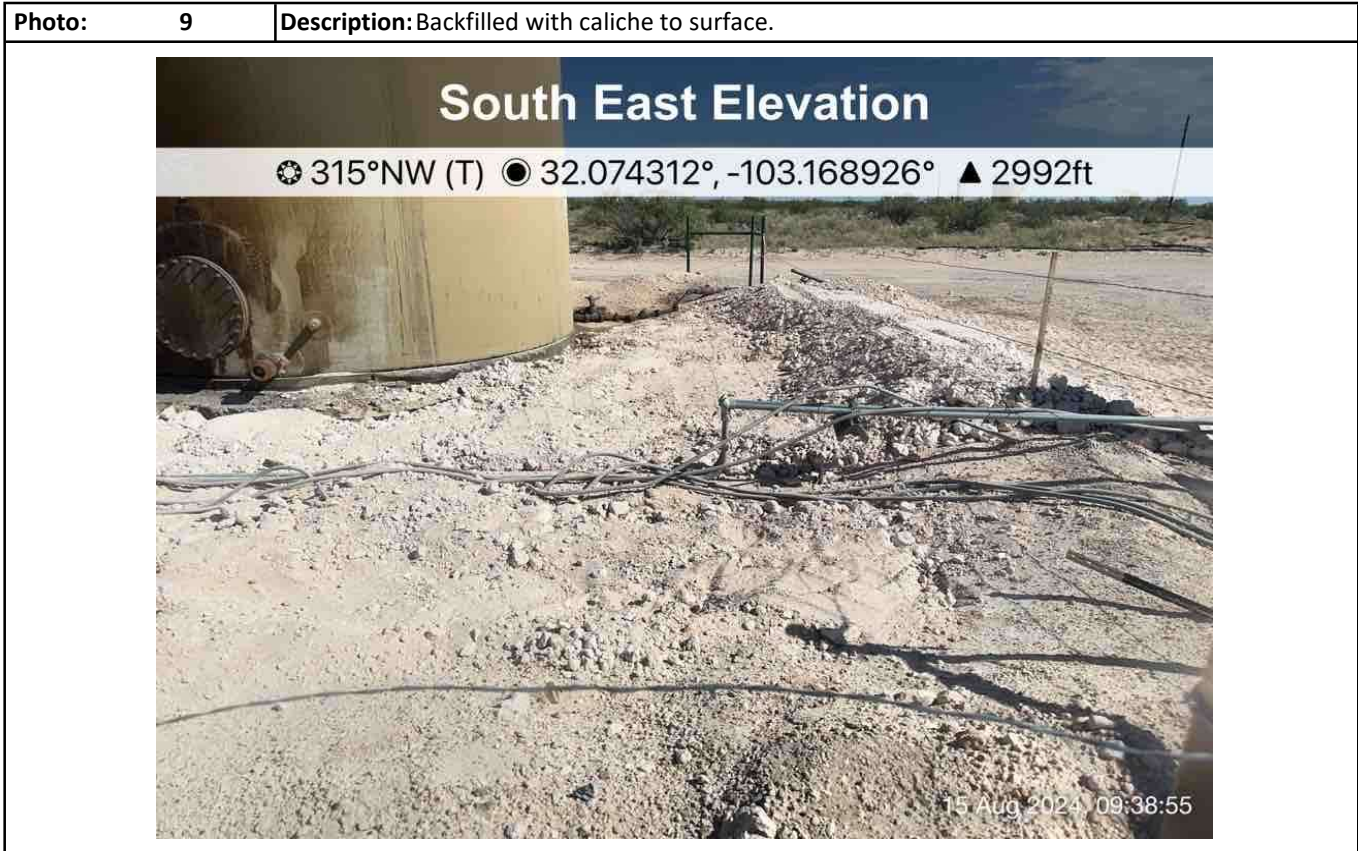 Photo: 9 Description: Backfilled with caliche to surface.
South East Elevation
315°NW (T) 32.074312°, -103.168926° ▲ 2992ft
15 Aug 2024, 09:38:55